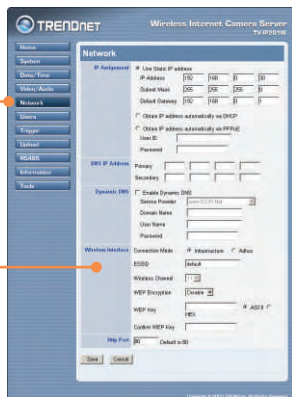 TRENDNET
Wireless Internet Camera Server
TV-IP201W
Home
System
Date/Time
Video/Audio
Network
Users
Trigger
Upload
RS485
Information
Tools
Network
IP Assignment
Use Static IP address
IP Address 192 168 0 30
Subnet Mask 255 255 255 0
Default Gateway 192 168 0 1
Obtain IP address automatically via DHCP
Obtain IP address automatically via PPPoE
User ID
Password
DNS IP Address Primary
Secondary
Dynamic DNS Enable Dynamic DNS
Service Provider
Domain Name
User Name
Password
Wireless Interface Connection Mode Infrastructure Adhoc
ESSID default
Wireless Channel 11
WEP Encryption Disable
WEP Key ASCII
HEX
Confirm WEP Key
Http Port 80 Default is 80
Save Cancel